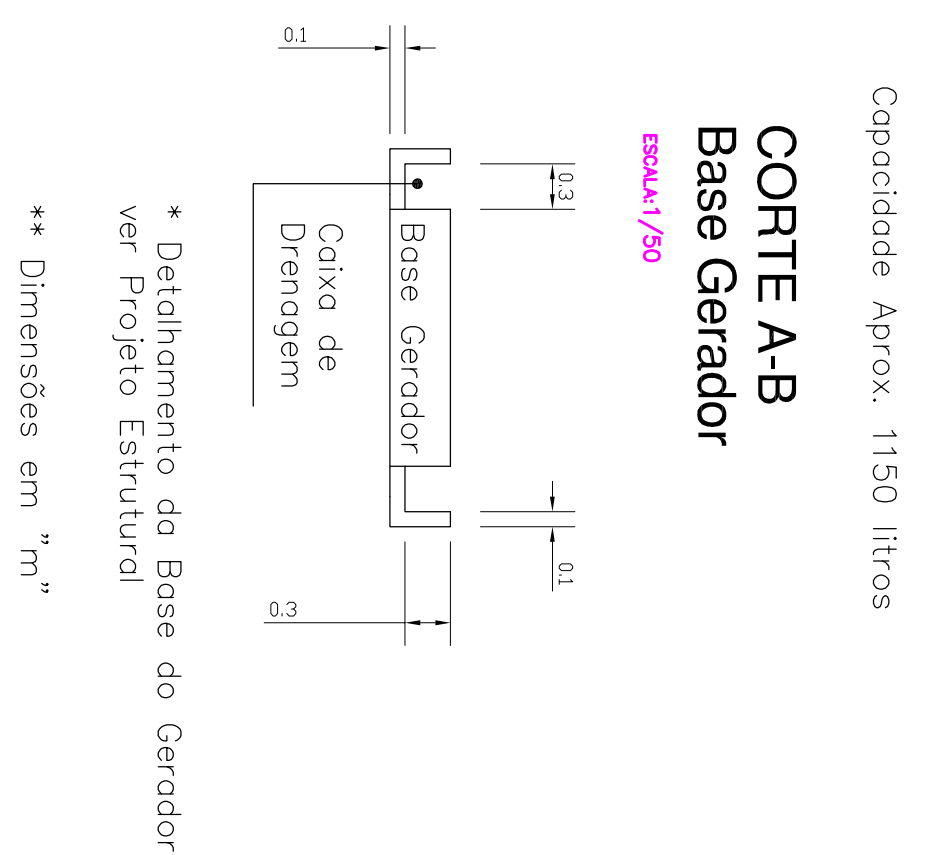 Capacidade Aprox. 1150 litros
CORTE A-B
Base Gerador
ESCALA:1/50
0.3
0.1
0.1
0.3
Base Gerador
Caixa de
Drenagem
* Detalhamento da Base do Gerador
ver Projeto Estrutural
** Dimensões em "m"